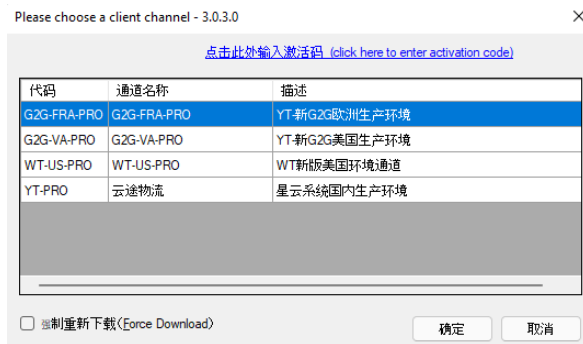 Please choose a client channel - 3.0.3.0
点击此处输入激活码 (click here to enter activation code)
代码 通道名称 描述
G2G-FRA-PRO G2G-FRA-PRO YT-新G2G欧洲生产环境
G2G-VA-PRO G2G-VA-PRO YT-新G2G美国生产环境
WT-US-PRO WT-US-PRO WT新版美国环境通道
YT-PRO 云途物流 星云系统国内生产环境
强制重新下载(Force Download)
确定 取消